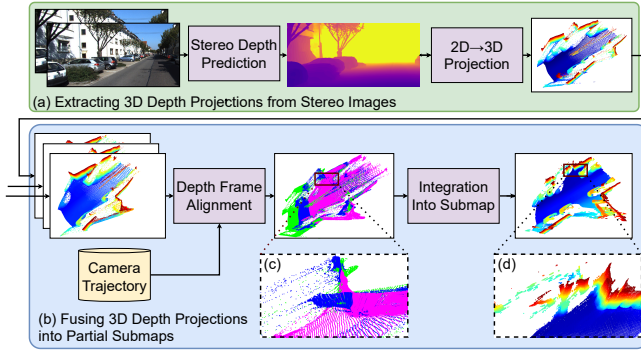 Stereo Depth
Prediction
2D→3D
Projection
(a) Extracting 3D Depth Projections from Stereo Images
Depth Frame
Alignment
Integration
Into Submap
Camera
Trajectory
(c)
(d)
(b) Fusing 3D Depth Projections
into Partial Submaps